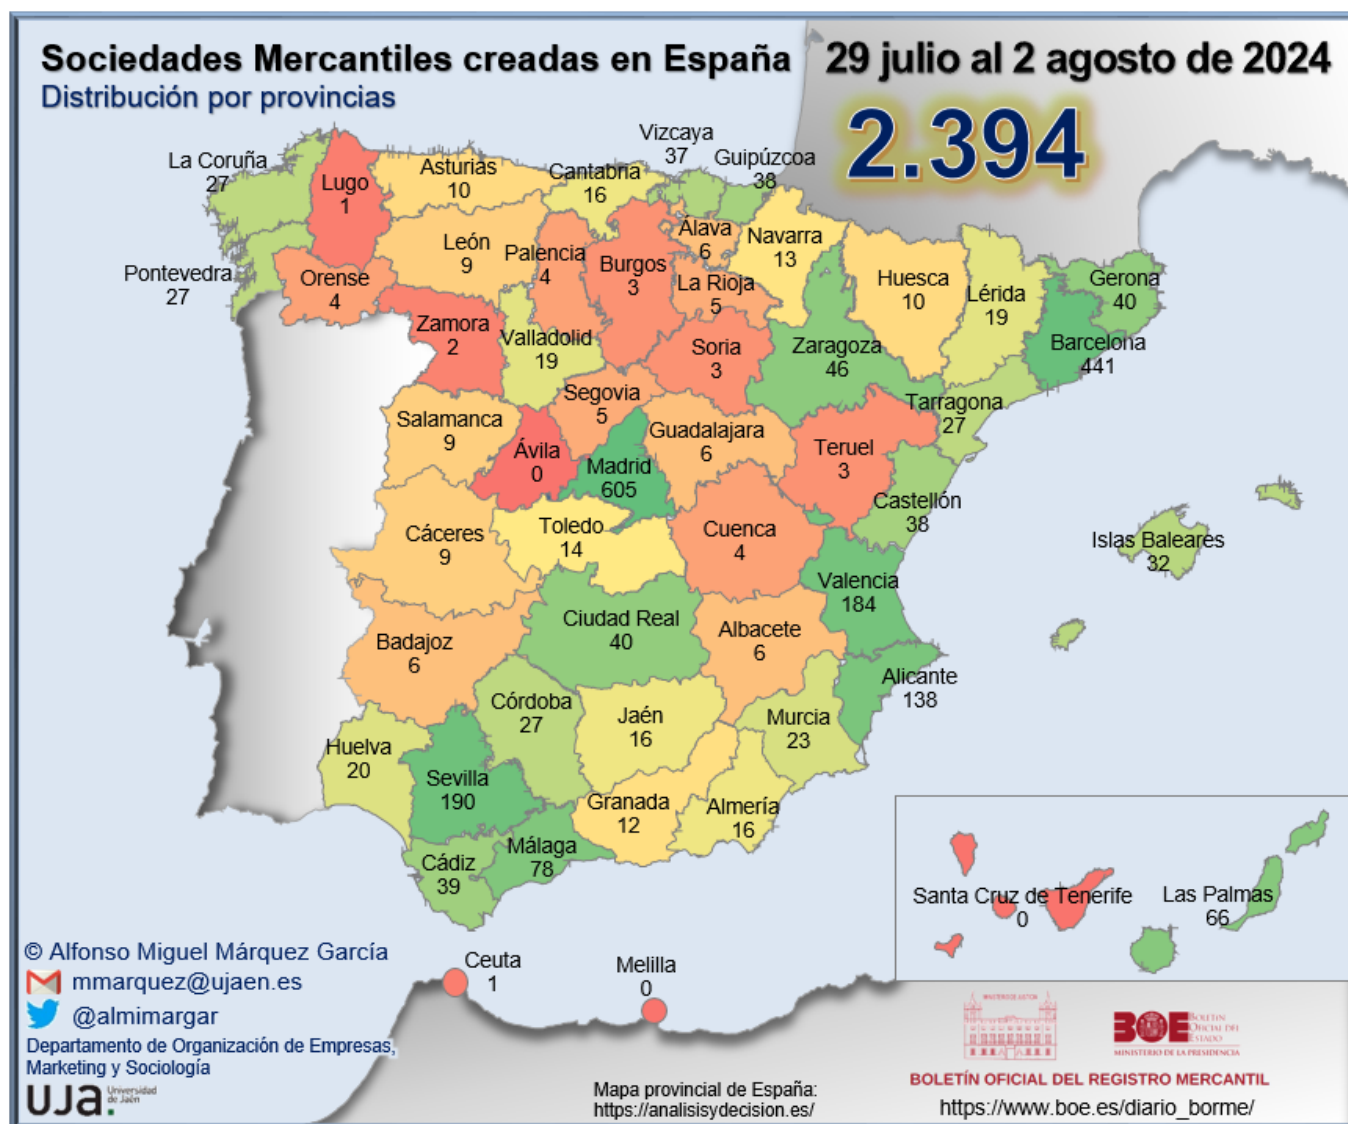 Sociedades Mercantiles creadas en España
29 julio al 2 agosto de 2024
Distribución por provincias
2.394
Vizcaya
37
Guipúzcoa
38
La Coruña
27
Lugo
1
Asturias
10
Cantabria
16
Pontevedra
27
Orense
4
León
9
Palencia
4
Burgos
3
Álava
6
La Rioja
5
Navarra
13
Huesca
10
Lérida
19
Gerona
40
Barcelona
441
Zamora
2
Valladolid
19
Soria
3
Zaragoza
46
Tarragona
27
Salamanca
9
Ávila
0
Segovia
5
Madrid
605
Guadalajara
6
Teruel
3
Castellón
38
Cáceres
9
Toledo
14
Cuenca
4
Valencia
184
Islas Baleares
32
Badajoz
6
Ciudad Real
40
Albacete
6
Alicante
138
Huelva
20
Sevilla
190
Córdoba
27
Jaén
16
Murcia
23
Cádiz
39
Málaga
78
Granada
12
Almería
16
Santa Cruz de Tenerife
0
Las Palmas
66
Ceuta
1
Melilla
0
© Alfonso Miguel Márquez García
mmarquez@ujaen.es
@almimargar
Departamento de Organización de Empresas,
Marketing y Sociología
UJa.
Universidad
de Jaén
Mapa provincial de España:
https://analisisydecision.es/
BOE
BOLETÍN
OFICIAL DEL
ESTADO
MINISTERIO DE LA PRESIDENCIA
BOLETÍN OFICIAL DEL REGISTRO MERCANTIL
https://www.boe.es/diario_borme/